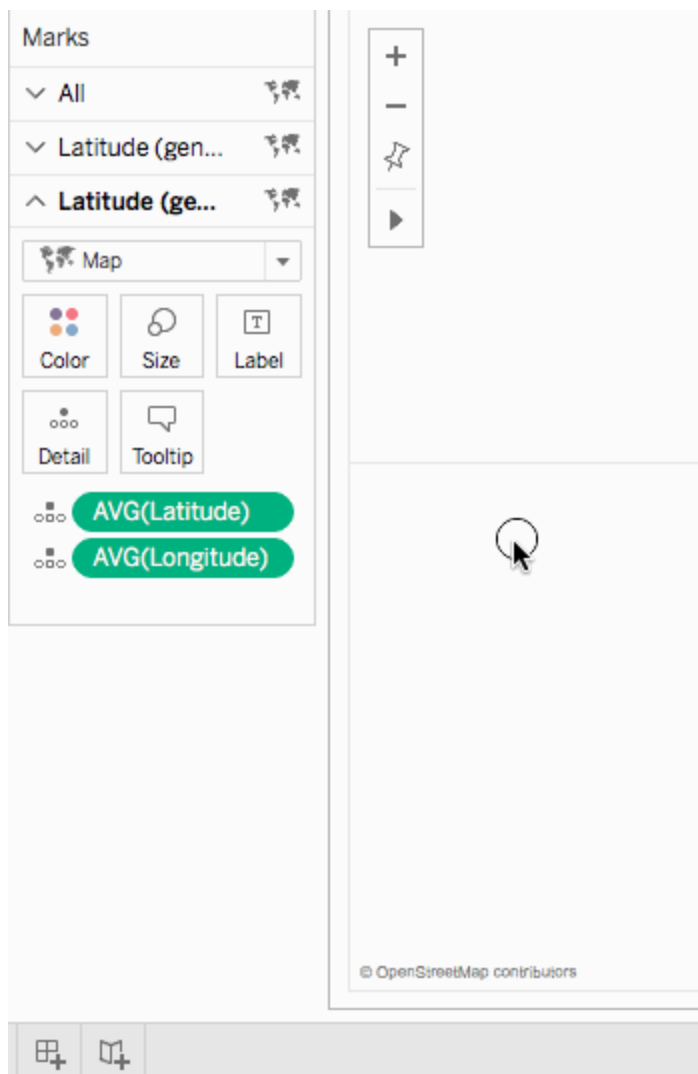 Marks
All
Latitude (gen...
Latitude (ge...
Map
Color Size Label
Detail Tooltip
AVG(Latitude)
AVG(Longitude)
© OpenStreetMap contributors